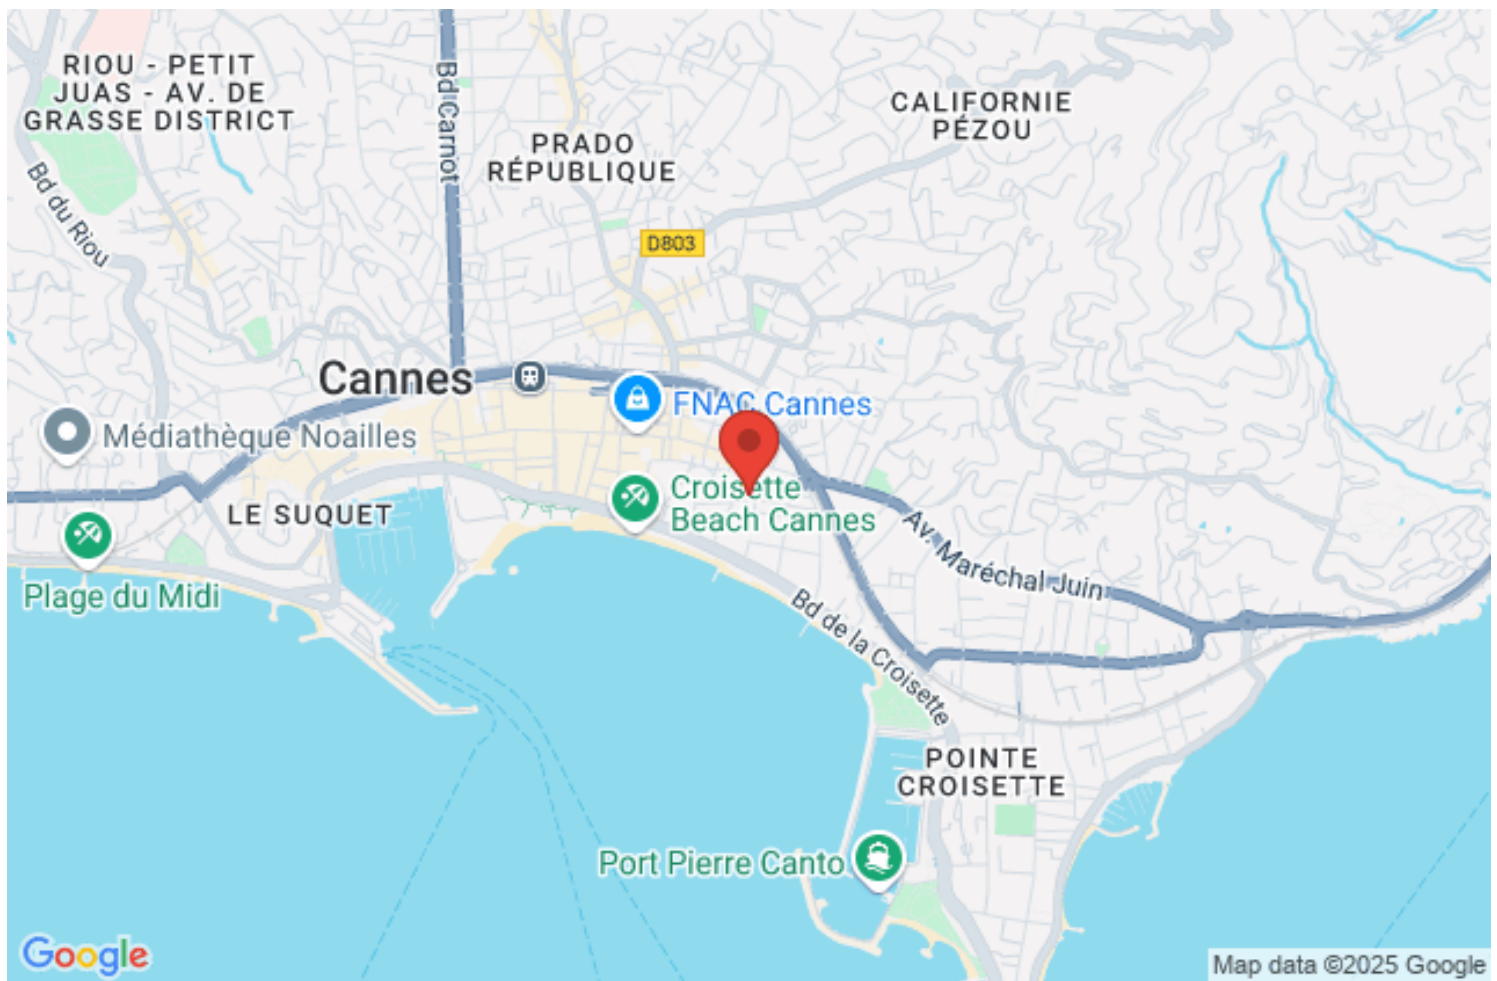 RIOU - PETIT
JUAS - AV. DE
GRASSE DISTRICT
Bd Carnot
CALIFORNIE
PÉZOU
PRADO
RÉPUBLIQUE
Bd du Riou
D803
Cannes
FNAC Cannes
Médiathèque Noailles
Croisette
Beach Cannes
LE SUQUET
Av. Maréchal Juin
Plage du Midi
Bd de la Croisette
POINTE
CROISETTE
Port Pierre Canto
Google
Map data ©2025 Google